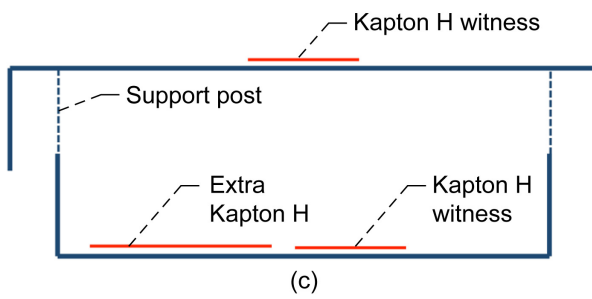 Kapton H witness
Support post
Extra
Kapton H
Kapton H
witness
(c)